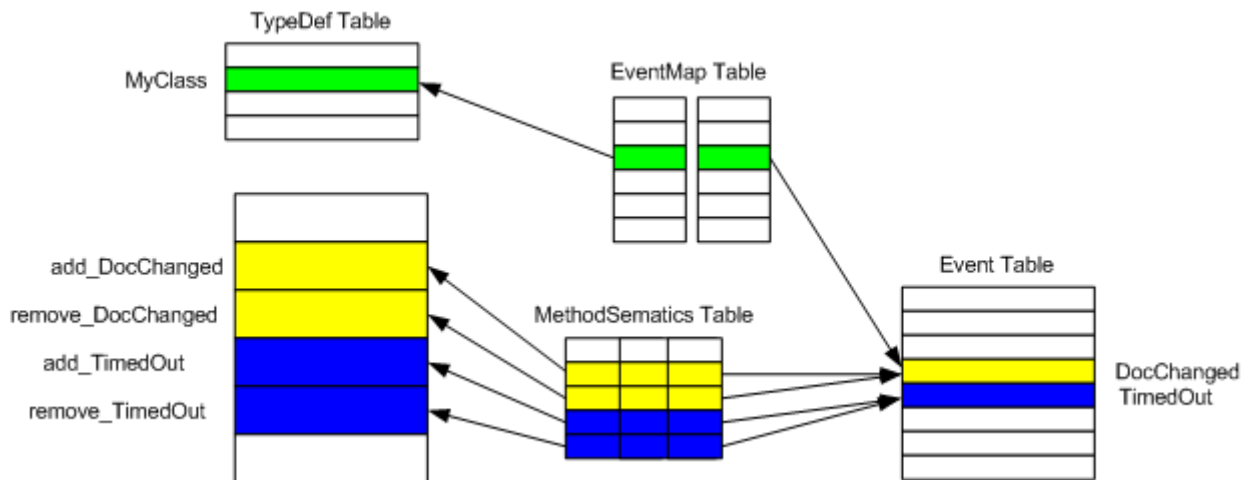 TypeDef Table
MyClass
EventMap Table
add_DocChanged
remove_DocChanged
add_TimedOut
remove_TimedOut
MethodSematics Table
Event Table
DocChanged
TimedOut